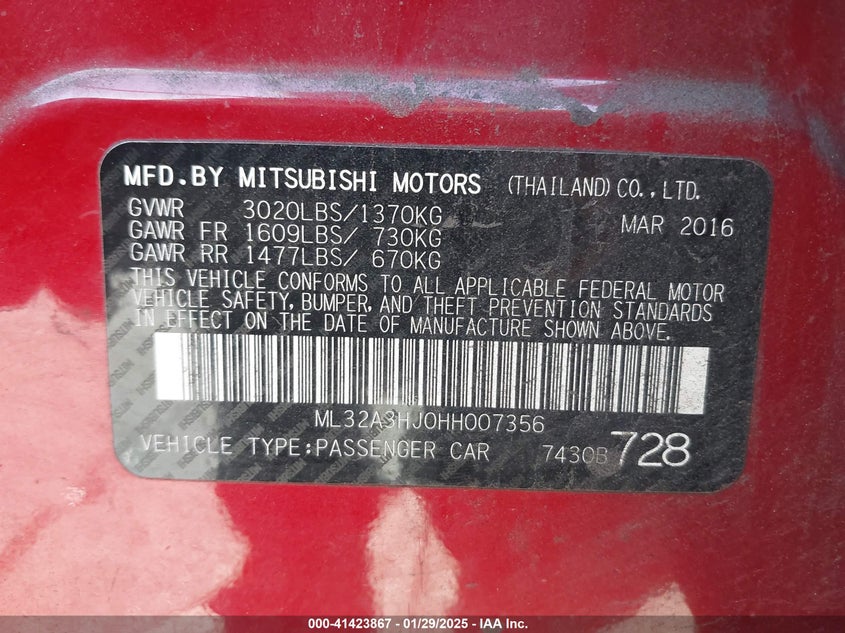 MFD.BY MITSUBISHI MOTORS (THAILAND) CO., LTD.
GVWR 3020LBS/1370KG MAR 2016
GAWR FR 1609LBS/ 730KG
GAWR RR 1477LBS/ 670KG
THIS VEHICLE CONFORMS TO ALL APPLICABLE FEDERAL MOTOR
VEHICLE SAFETY, BUMPER, AND THEFT PREVENTION STANDARDS
IN EFFECT ON THE DATE OF MANUFACTURE SHOWN ABOVE.
ML32A3HJ0HH007356
VEHICLE TYPE:PASSENGER CAR 7430B 728
000-41423867 - 01/29/2025 - IAA Inc.